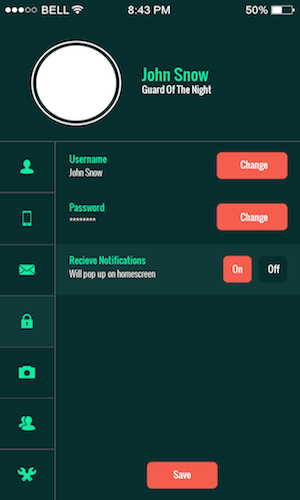 BELL 8:43 PM 50%
John Snow
Guard Of The Night
Username
John Snow
Change
Password
********
Change
Recieve Notifications
Will pop up on homescreen
On
Off
Save